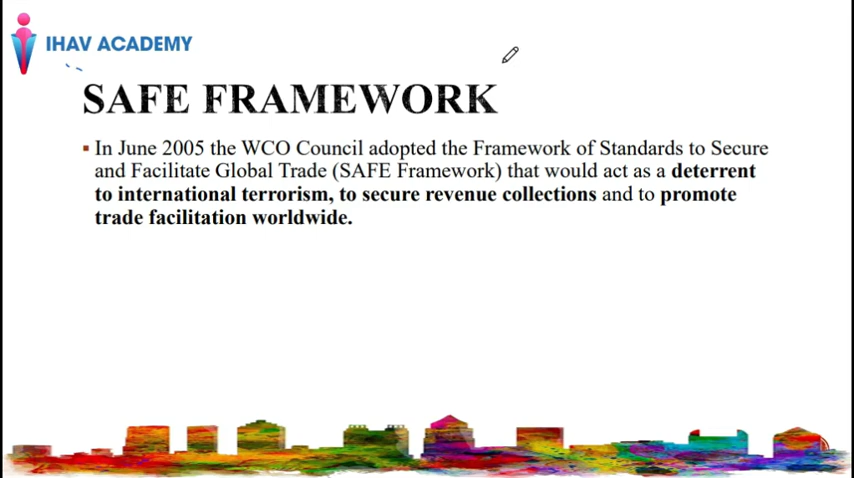 IHAV ACADEMY
SAFE FRAMEWORK
▪ In June 2005 the WCO Council adopted the Framework of Standards to Secure
and Facilitate Global Trade (SAFE Framework) that would act as a deterrent
to international terrorism, to secure revenue collections and to promote
trade facilitation worldwide.